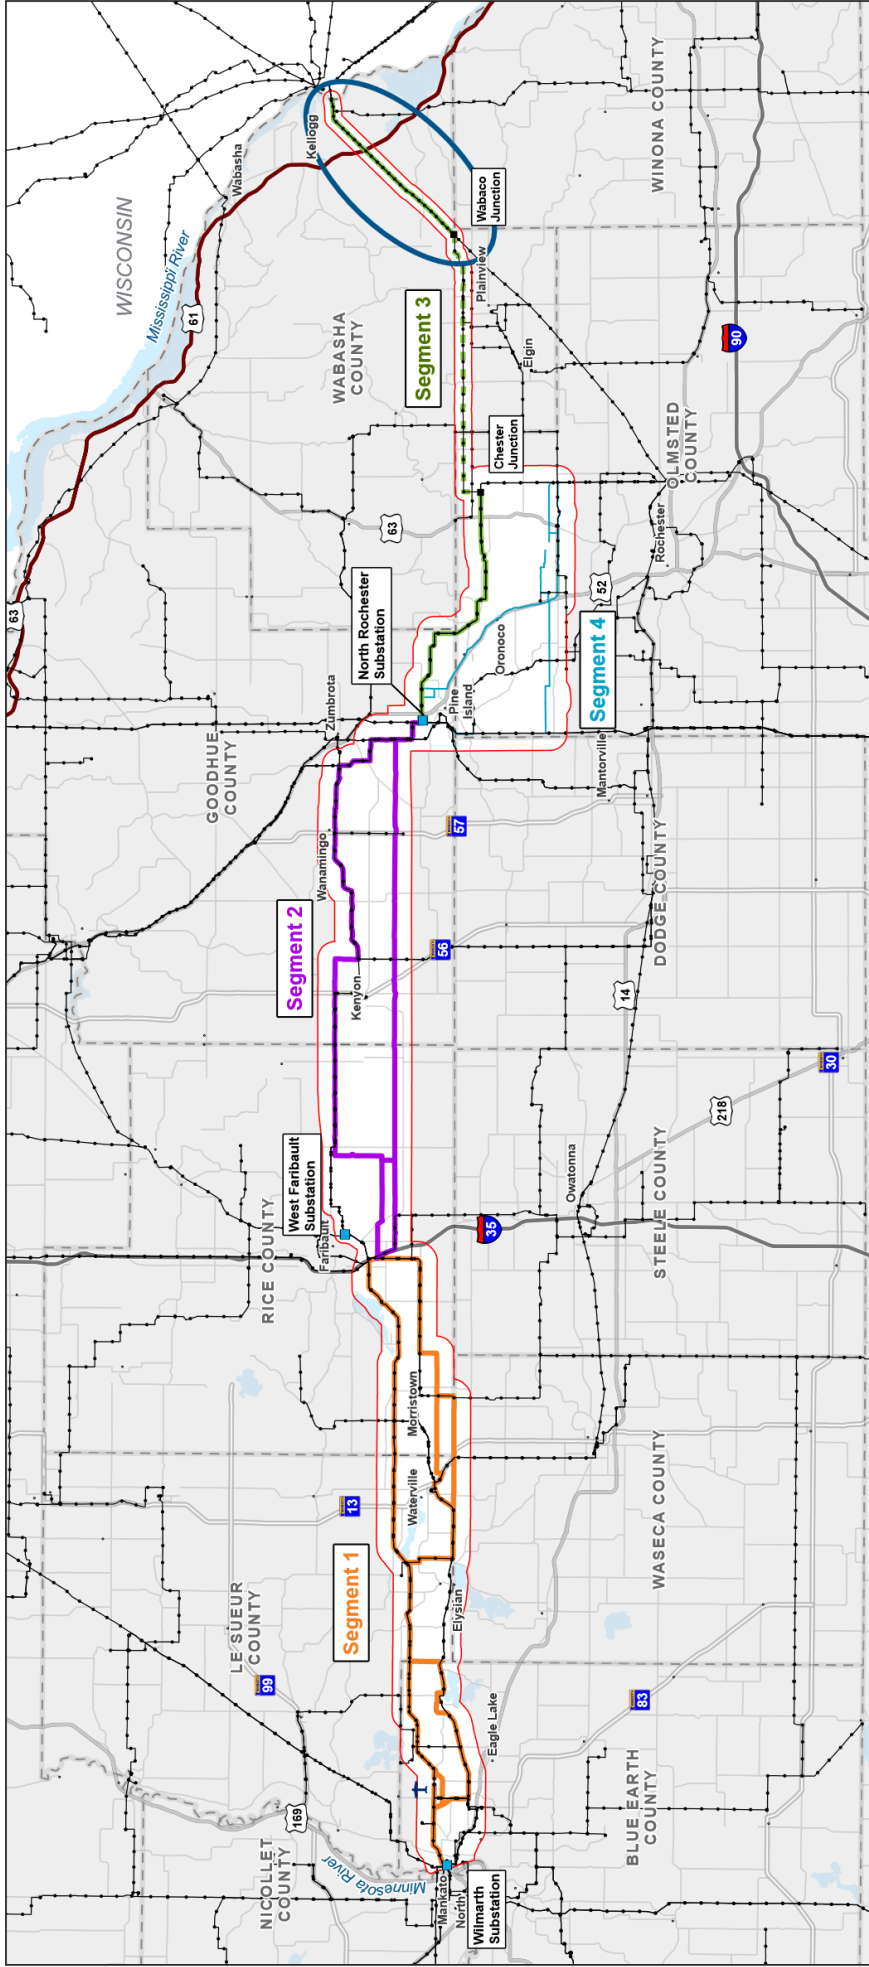 WISCONSIN
Mississippi River
Wabasha
Kellogg
61
63
WABASHA
COUNTY
Segment 3
Wabaco
Junction
Plainview
Elgin
WINONA COUNTY
90
Chester
Junction
OLMSTED
COUNTY
Rochester
63
52
North Rochester
Substation
Zumbrota
Pine
Island
Oronoco
Segment 4
Mantorville
GOODHUE
COUNTY
Wanamingo
57
Segment 2
Kenyon
56
DODGE COUNTY
14
30
218
West Faribault
Substation
Faribault
RICE COUNTY
35
Owatonna
STEELE COUNTY
Morristown
Waterville
13
Segment 1
WASECA COUNTY
LE SUEUR
COUNTY
Elysian
99
Eagle Lake
83
BLUE EARTH
COUNTY
169
NICOLLET
COUNTY
Minnesota River
Mankato
North
Wilmarth
Substation